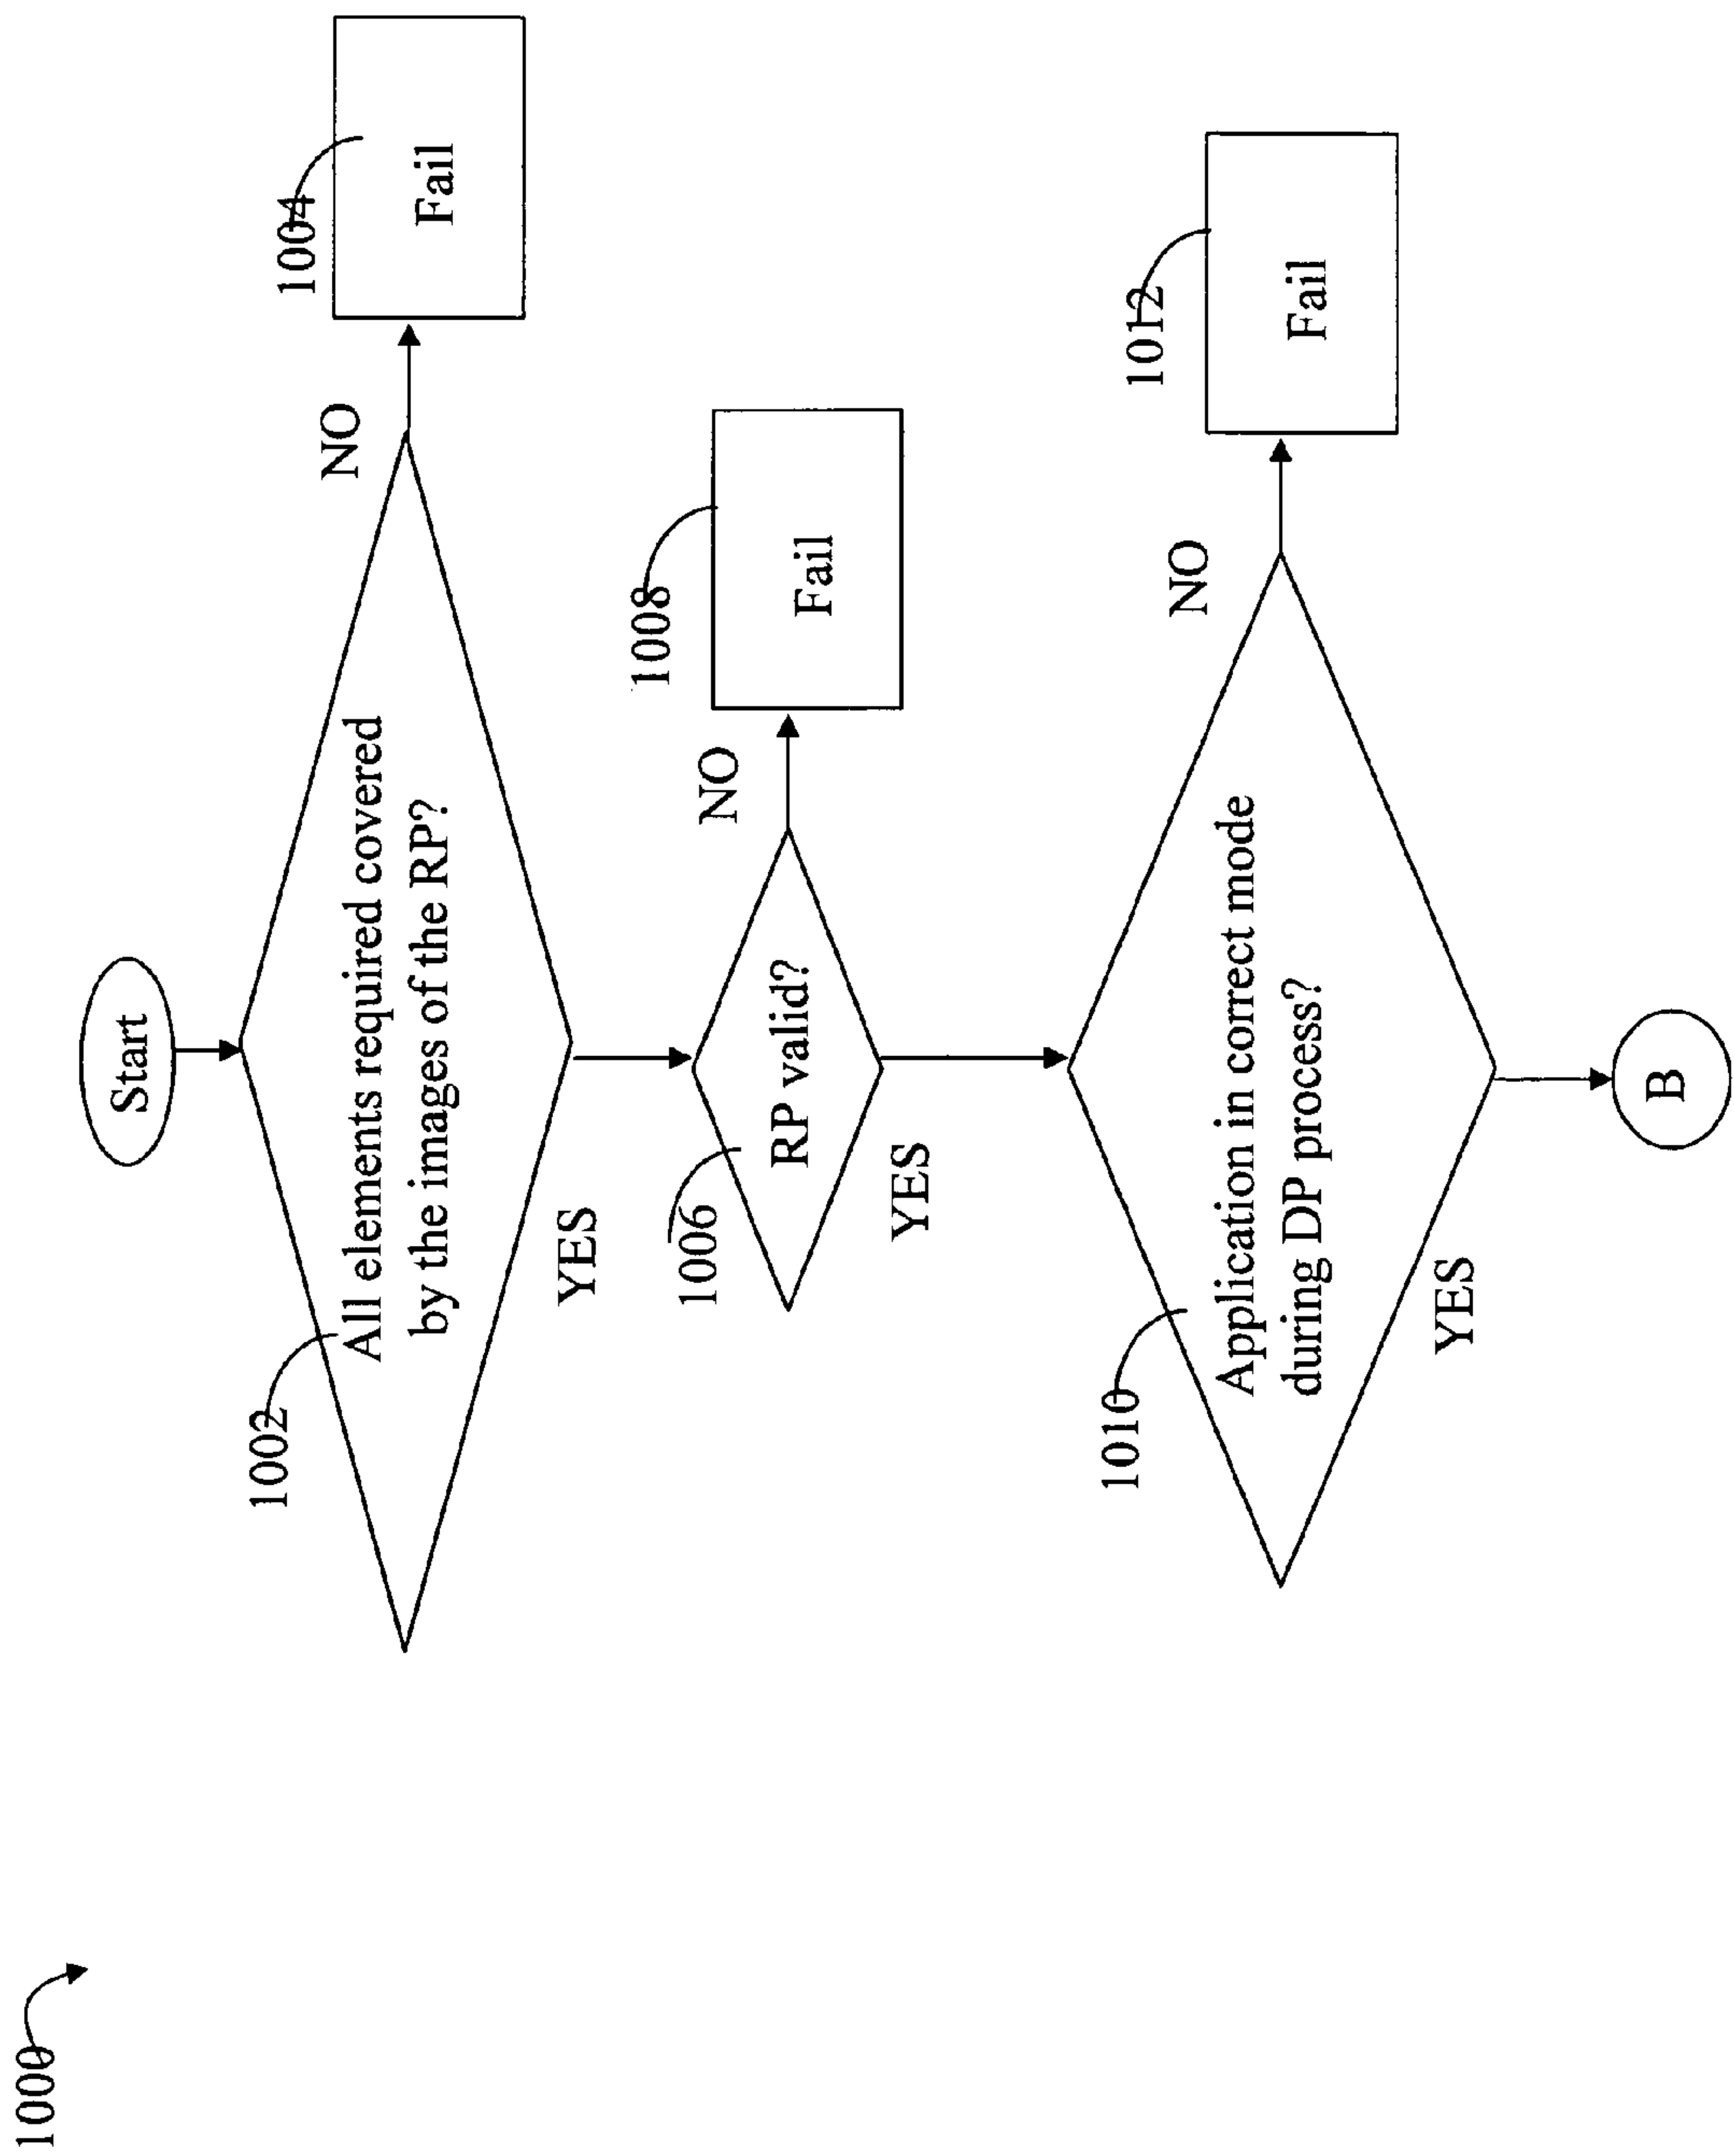 1000
Start
1002
All elements required covered
by the images of the RP?
NO
1004
Fail
YES
1006
RP valid?
NO
1008
Fail
YES
1010
Application in correct mode
during DP process?
NO
1012
Fail
YES
B